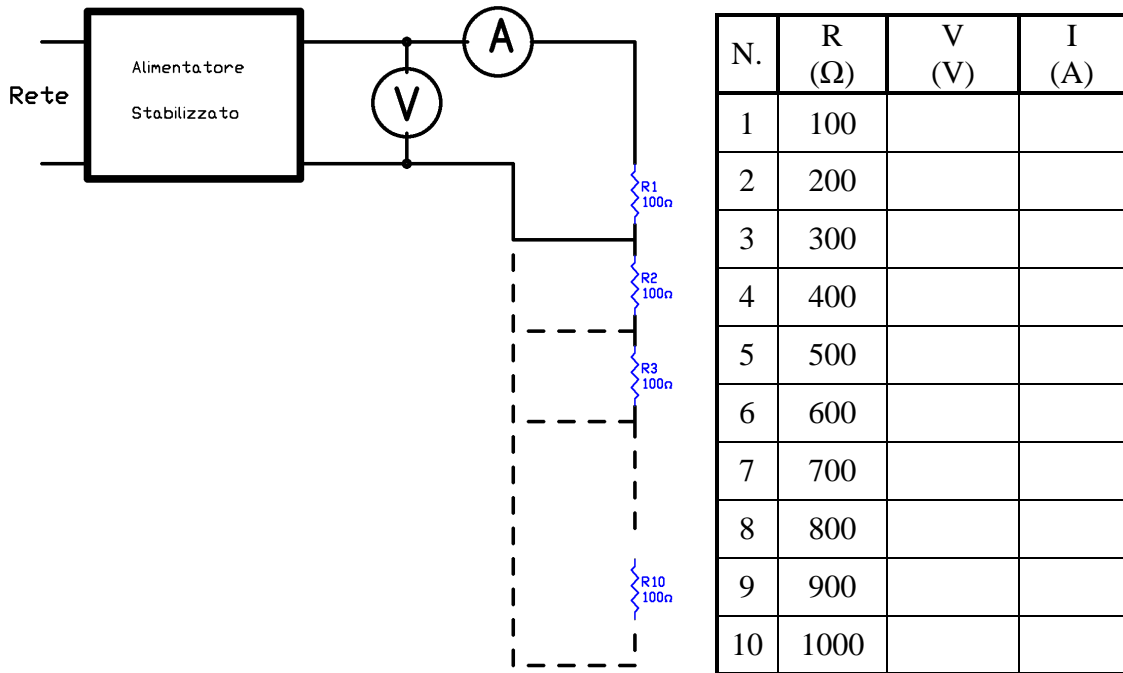 Rete
Alimentatore
Stabilizzato
V
A
R1
100Ω
R2
100Ω
R3
100Ω
R10
100Ω
N. R (Ω) V (V) I (A)
1 100
2 200
3 300
4 400
5 500
6 600
7 700
8 800
9 900
10 1000